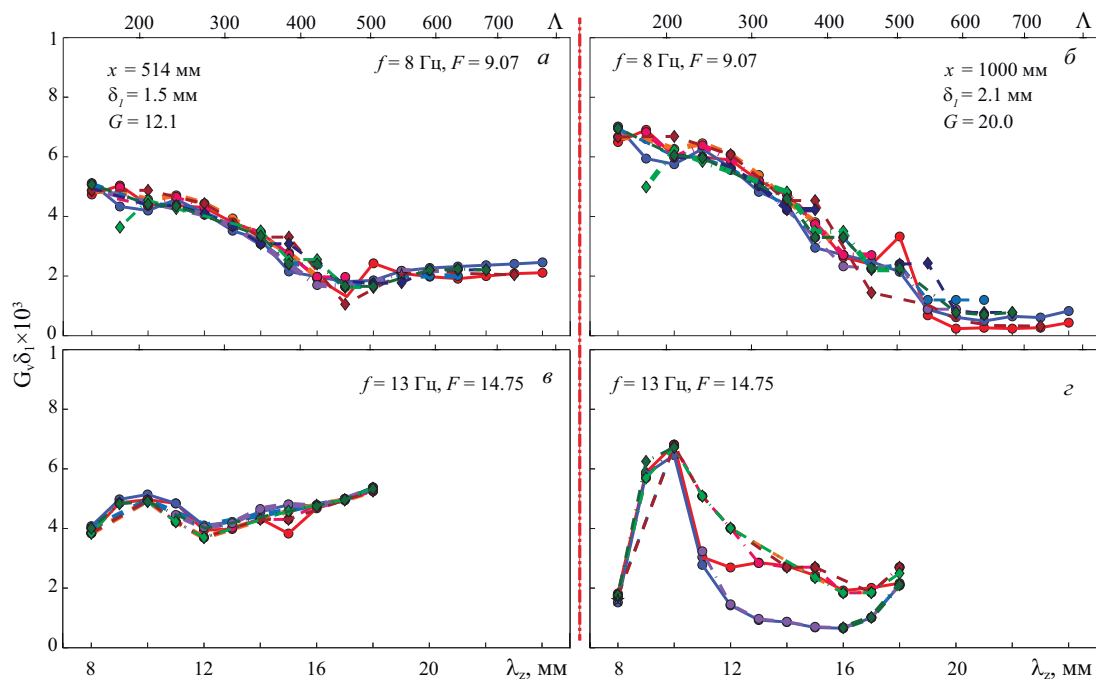 200 300 400 500 600 700 Λ
200 300 400 500 600 700 Λ
1
8
6
4
2
0
f = 8 Гц, F = 9.07 а
x = 514 мм
δ1 = 1.5 мм
G = 12.1
f = 8 Гц, F = 9.07 б
x = 1000 мм
δ1 = 2.1 мм
G = 20.0
Gvδ1×10³
1
8
6
4
2
0
f = 13 Гц, F = 14.75 в
f = 13 Гц, F = 14.75 г
8 12 16 20 λz, мм
8 12 16 20 λz, мм